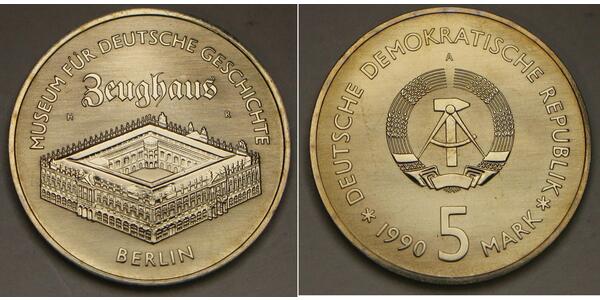 MUSEUM FÜR DEUTSCHE GESCHICHTE
Zeughaus
H R
BERLIN
A
DEUTSCHE DEMOKRATISCHE REPUBLIK
* 1990 5 MARK *